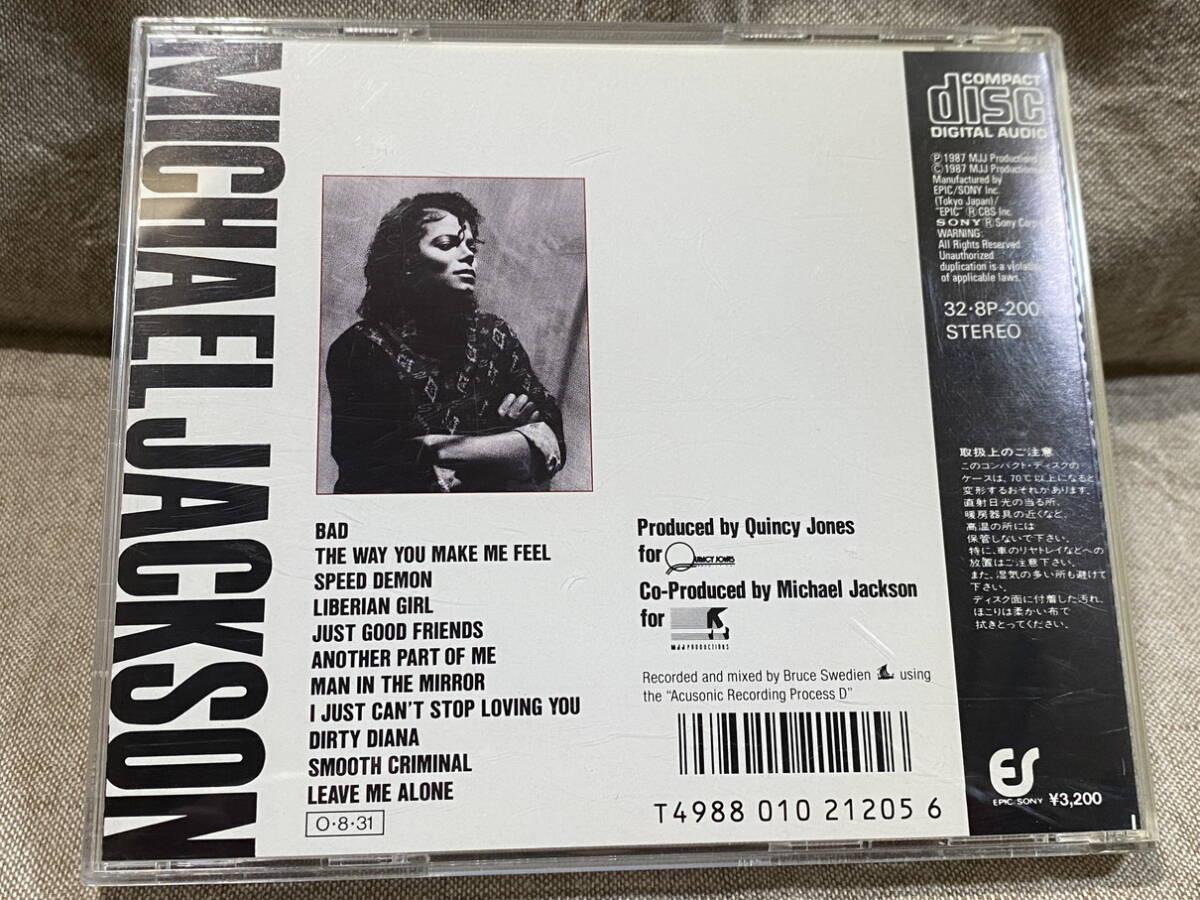 MICHAEL JACKSON
BAD
THE WAY YOU MAKE ME FEEL
SPEED DEMON
LIBERIAN GIRL
JUST GOOD FRIENDS
ANOTHER PART OF ME
MAN IN THE MIRROR
I JUST CAN'T STOP LOVING YOU
DIRTY DIANA
SMOOTH CRIMINAL
LEAVE ME ALONE
O·8·31
Produced by Quincy Jones
for QUINCY JONES
Co-Produced by Michael Jackson
for
MJJ PRODUCTIONS
Recorded and mixed by Bruce Swedien using
the "Acusonic Recording Process D"
T4988 010 21205 6
COMPACT
disc
DIGITAL AUDIO
Ⓟ1987 MJJ Productions
©1987 MJJ Productions
Manufactured by
EPIC/SONY Inc.
(Tokyo Japan)/
"EPIC" ®CBS Inc.
SONY ® Sony Corp
WARNING:
All Rights Reserved.
Unauthorized
duplication is a violation
of applicable laws.
32·8P-200
STEREO
取扱上のご注意
このコンパクト・ディスクの
ケースは、70℃以上になると
変形するおそれがあります。
直射日光の当る所、
暖房器具の近くなど、
高温の所には
保管しないで下さい。
特に、車のリヤトレイなどへの
放置はご注意下さい。
また、湿気の多い所も避けて
下さい。
ディスク面に付着した汚れ、
ほこりは柔かい布で
拭きとってください。
ES
EPIC/SONY ¥3,200